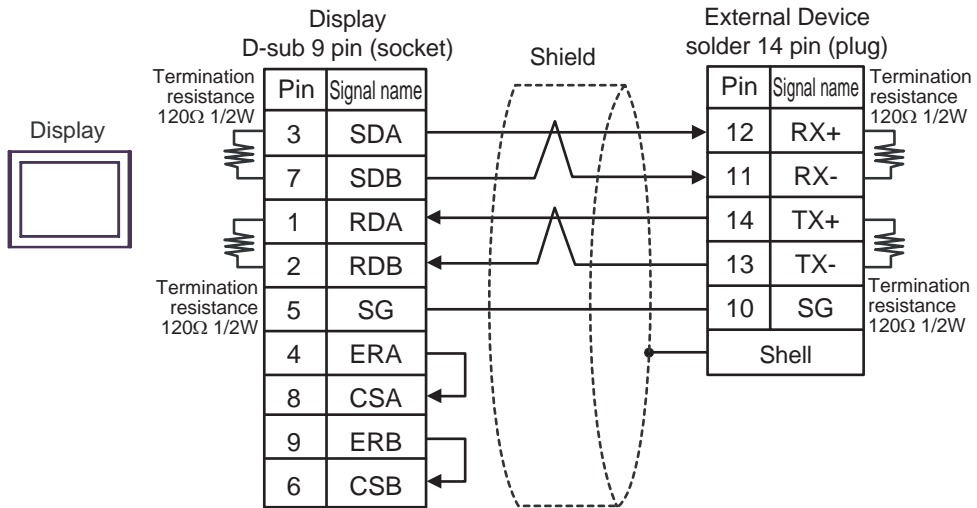 Display
D-sub 9 pin (socket)
External Device
solder 14 pin (plug)
Shield
Display
Termination
resistance
120Ω 1/2W
Termination
resistance
120Ω 1/2W
Pin Signal name
3 SDA
7 SDB
1 RDA
2 RDB
5 SG
4 ERA
8 CSA
9 ERB
6 CSB
Pin Signal name
12 RX+
11 RX-
14 TX+
13 TX-
10 SG
Shell
Termination
resistance
120Ω 1/2W
Termination
resistance
120Ω 1/2W